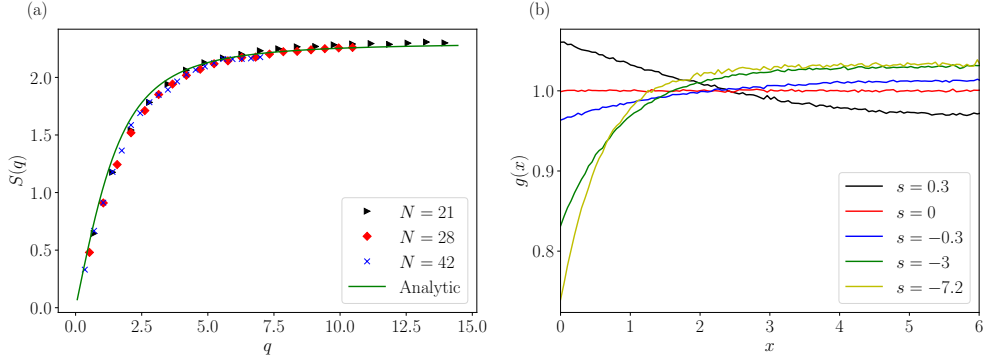 (a)
S(q)
2.0
1.5
1.0
0.5
0.0
0.0 2.5 5.0 7.5 10.0 12.5 15.0
q
N = 21
N = 28
N = 42
Analytic
(b)
g(x)
1.0
0.9
0.8
0 1 2 3 4 5 6
x
s = 0.3
s = 0
s = −0.3
s = −3
s = −7.2